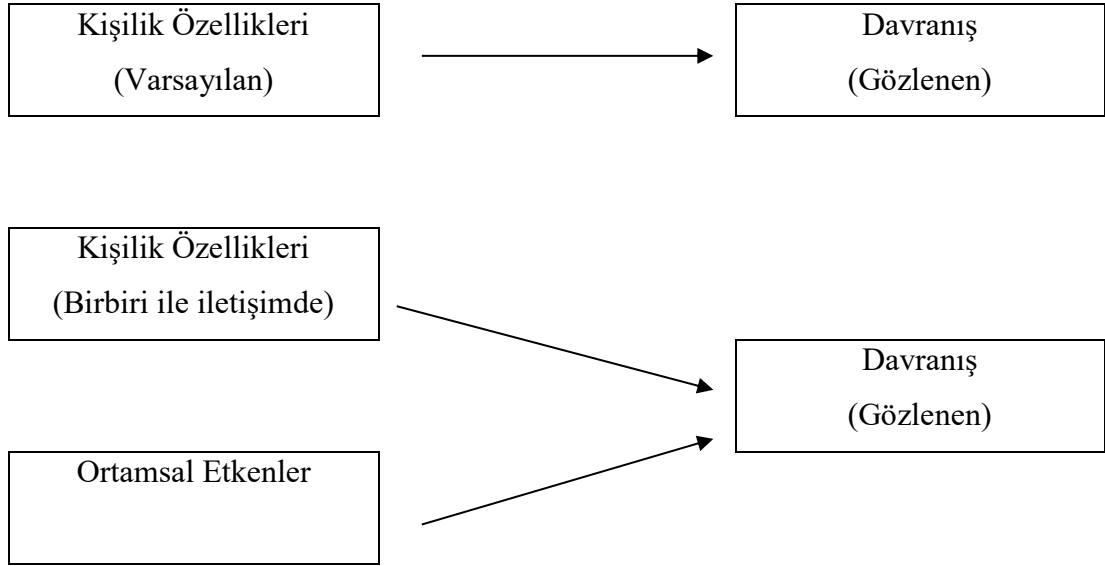 Kişilik Özellikleri
(Varsayılan)
Davranış
(Gözlenen)
Kişilik Özellikleri
(Birbiri ile iletişimde)
Davranış
(Gözlenen)
Ortamsal Etkenler